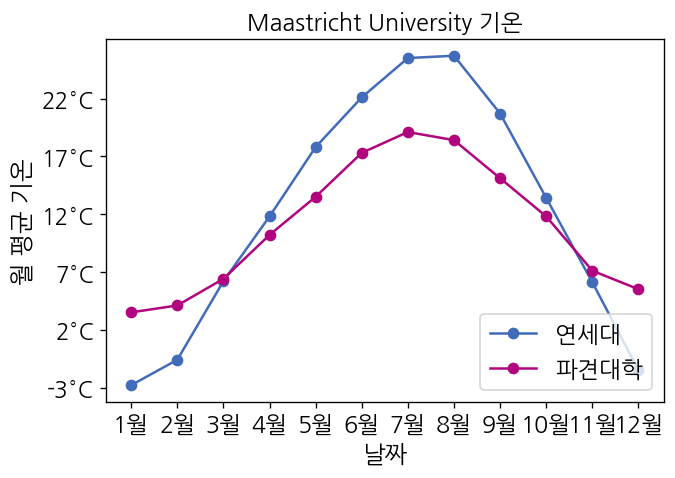 Maastricht University 기온
월 평균 기온
22°C
17°C
12°C
7°C
2°C
-3°C
연세대
파견대학
1월 2월 3월 4월 5월 6월 7월 8월 9월 10월 11월 12월
날짜